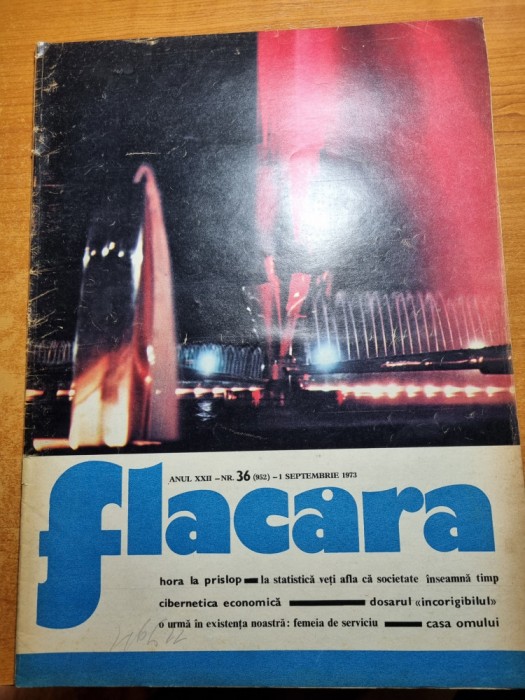 ANUL XXII – NR. 36 (952) – 1 SEPTEMBRIE 1973
flacăra
hora la prislop — la statistică veți afla că societate înseamnă timp
cibernetica economică — dosarul «incorigibilul»
o urmă în existența noastră: femeia de serviciu — casa omului